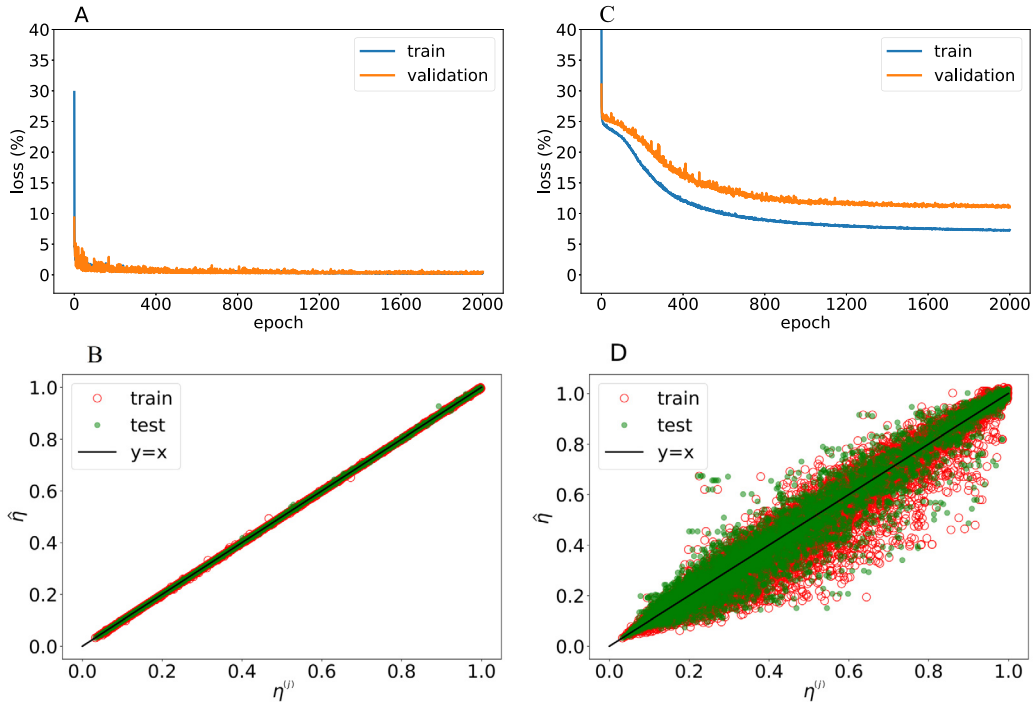 A
40
35
30
25
20
15
10
5
0
loss (%)
train
validation
0 400 800 1200 1600 2000
epoch
C
40
35
30
25
20
15
10
5
0
loss (%)
train
validation
0 400 800 1200 1600 2000
epoch
B
1.0
0.8
0.6
0.4
0.2
0.0
η̂
train
test
y=x
0.0 0.2 0.4 0.6 0.8 1.0
η⁽ʲ⁾
D
1.0
0.8
0.6
0.4
0.2
0.0
η̂
train
test
y=x
0.0 0.2 0.4 0.6 0.8 1.0
η⁽ʲ⁾